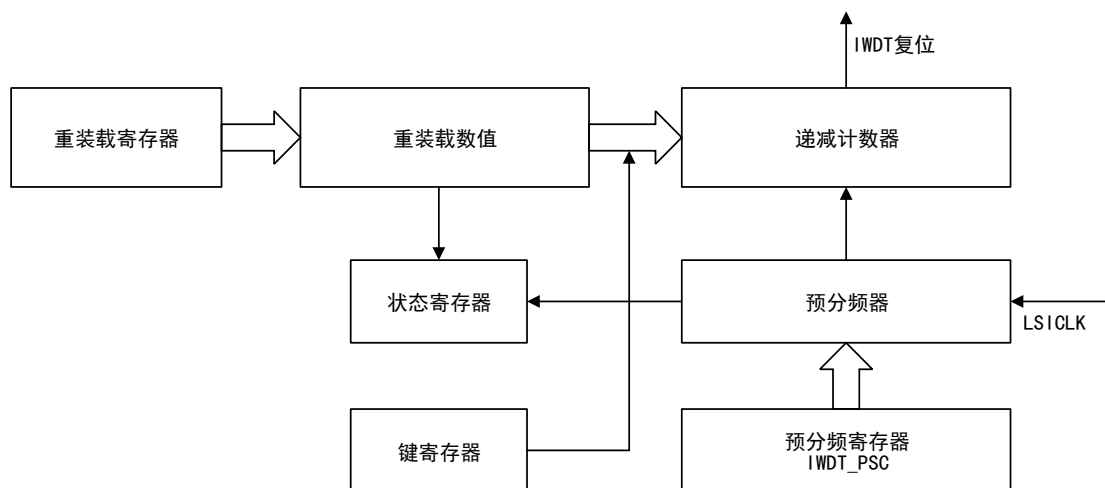 IWDT复位
重装载寄存器
重装载数值
递减计数器
状态寄存器
预分频器
LSICLK
键寄存器
预分频寄存器
IWDT_PSC